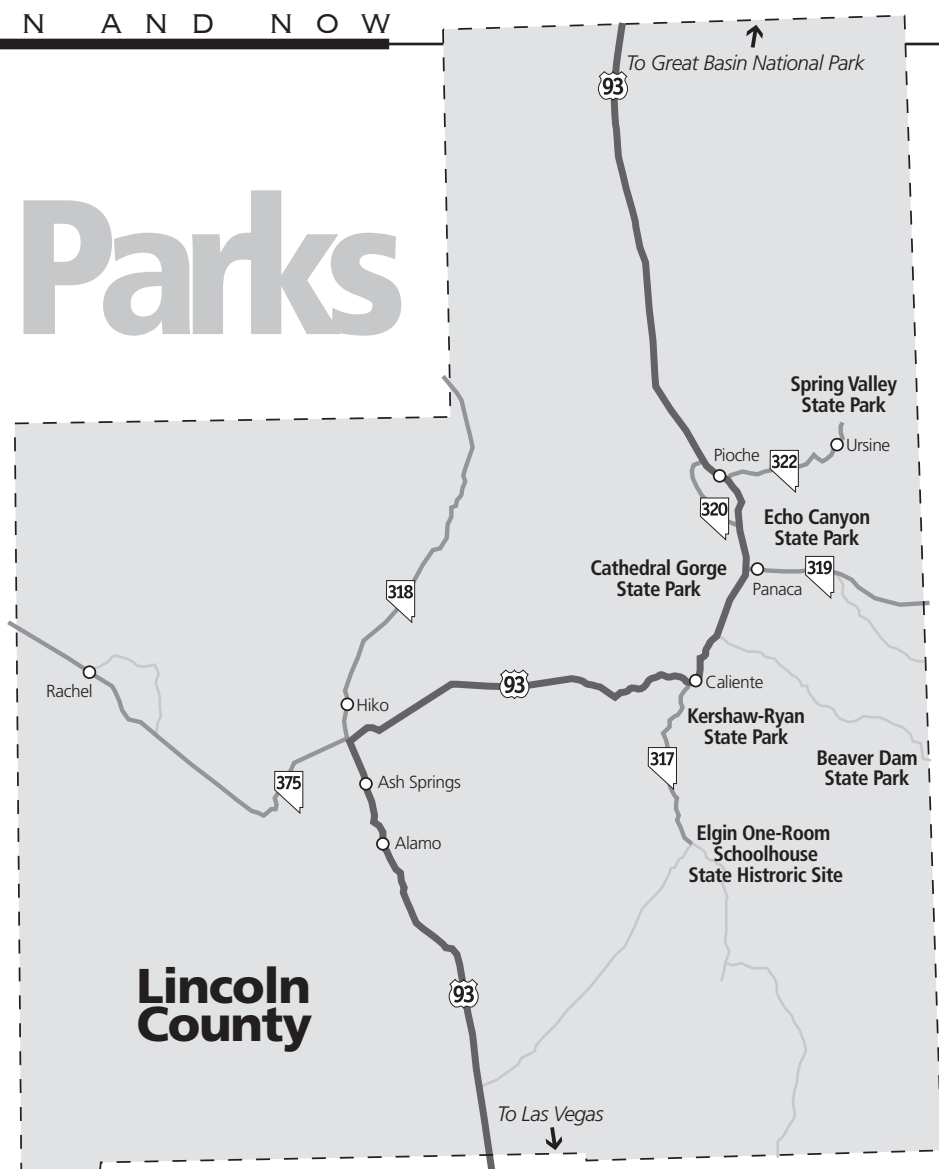 N AND NOW
To Great Basin National Park
93
Parks
Spring Valley
State Park
Ursine
Pioche
322
320
Echo Canyon
State Park
Cathedral Gorge
State Park
319
Panaca
318
Rachel
Hiko
93
Caliente
Kershaw-Ryan
State Park
317
Beaver Dam
State Park
375
Ash Springs
Alamo
Elgin One-Room
Schoolhouse
State Histroric Site
Lincoln
County
93
To Las Vegas